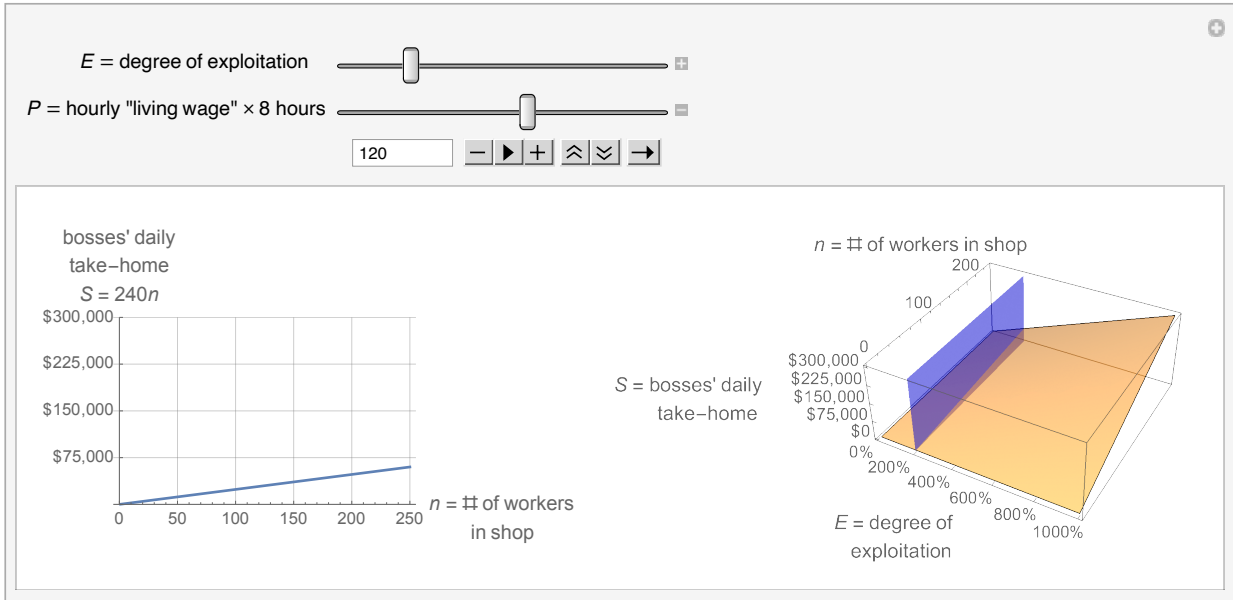 E = degree of exploitation
P = hourly "living wage" × 8 hours
120
bosses' daily
take–home
S = 240n
$300,000
$225,000
$150,000
$75,000
0 50 100 150 200 250
n = # of workers
in shop
n = # of workers in shop
200
100
0
$300,000
$225,000
$150,000
$75,000
$0
S = bosses' daily
take–home
0%
200%
400%
600%
800%
1000%
E = degree of
exploitation